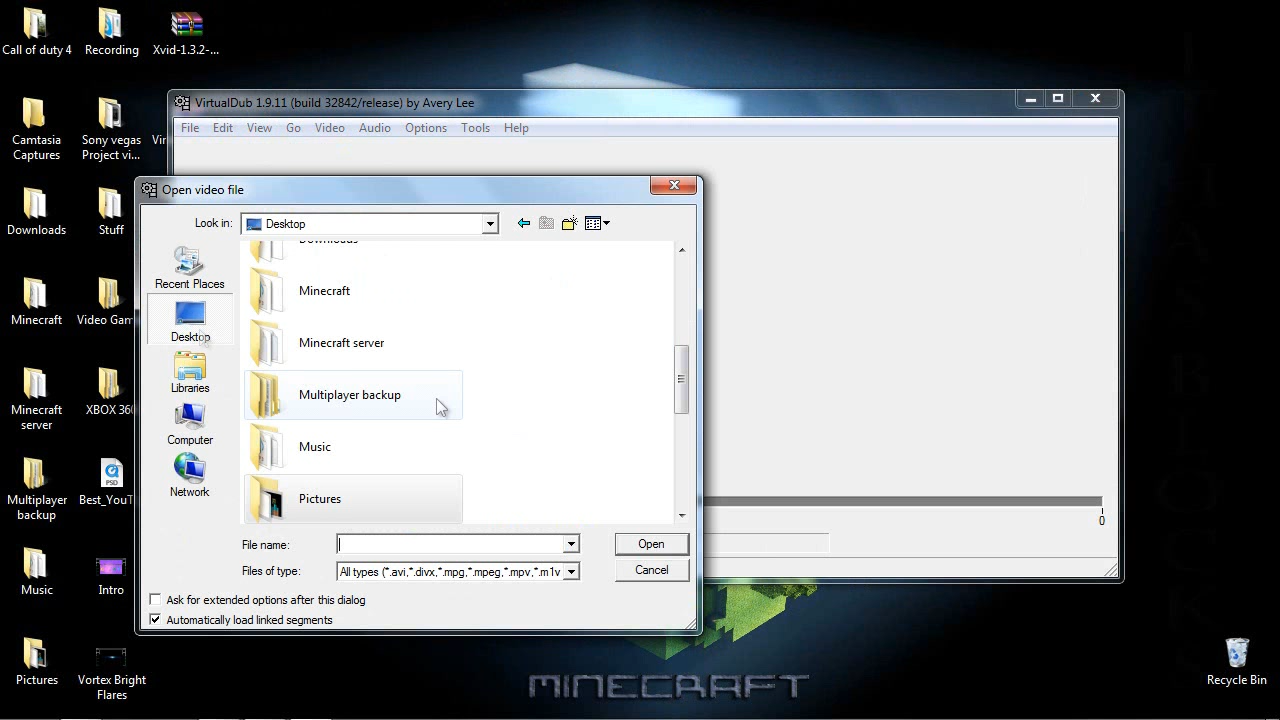 Call of duty 4
Recording
Xvid-1.3.2-...
Camtasia
Captures
Sony vegas
Project vi...
Downloads
Stuff
Minecraft
Video Gam
Minecraft
server
XBOX 360
Multiplayer
backup
Best_YouT
Music
Intro
Pictures
Vortex Bright
Flares
VirtualDub 1.9.11 (build 32842/release) by Avery Lee
File Edit View Go Video Audio Options Tools Help
0
Open video file
Look in:
Desktop
Recent Places
Desktop
Libraries
Computer
Network
Downloads
Minecraft
Minecraft server
Multiplayer backup
Music
Pictures
File name:
Open
Files of type:
All types (*.avi,*.divx,*.mpg,*.mpeg,*.mpv,*.m1v
Cancel
Ask for extended options after this dialog
Automatically load linked segments
MINECRAFT
Recycle Bin